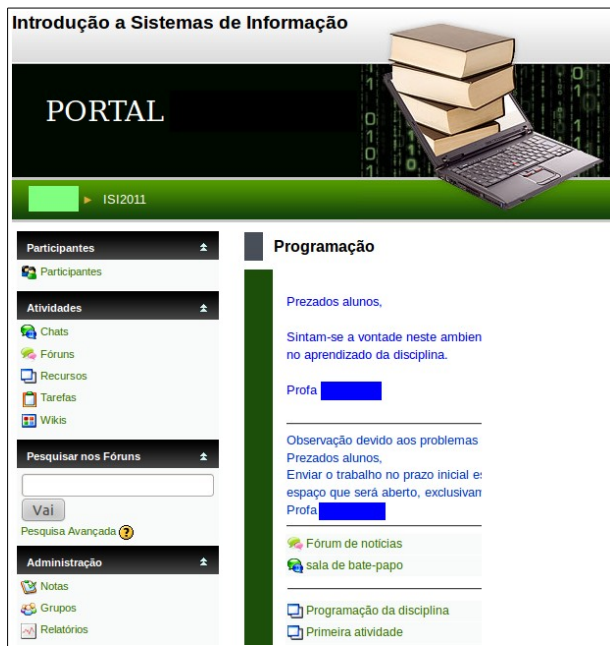 Introdução a Sistemas de Informação
PORTAL
ISI2011
Participantes
Participantes
Atividades
Chats
Fóruns
Recursos
Tarefas
Wikis
Pesquisar nos Fóruns
Vai
Pesquisa Avançada ?
Administração
Notas
Grupos
Relatórios
Programação
Prezados alunos,
Sintam-se a vontade neste ambien
no aprendizado da disciplina.
Profa
Observação devido aos problemas
Prezados alunos,
Enviar o trabalho no prazo inicial es
espaço que será aberto, exclusivam
Profa
Fórum de notícias
sala de bate-papo
Programação da disciplina
Primeira atividade